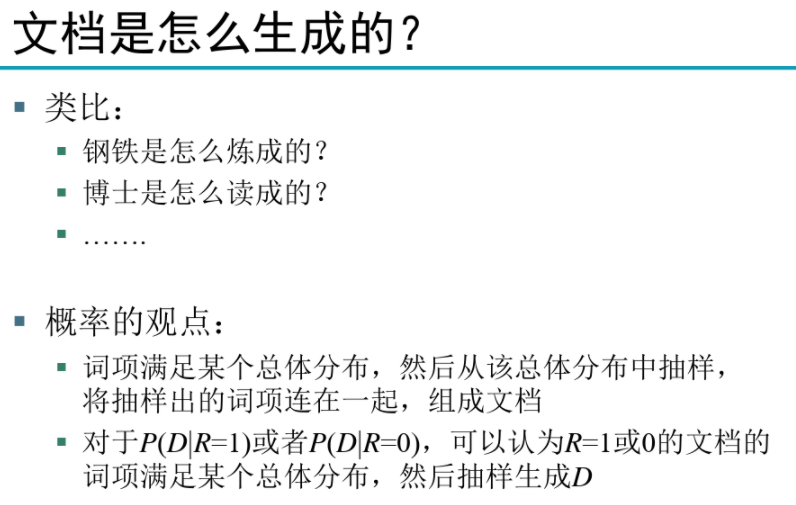 文档是怎么生成的?
类比：
钢铁是怎么炼成的?
博士是怎么读成的?
…….
概率的观点：
词项满足某个总体分布，然后从该总体分布中抽样，
将抽样出的词项连在一起，组成文档
对于P(D|R=1)或者P(D|R=0)，可以认为R=1或0的文档的
词项满足某个总体分布，然后抽样生成D